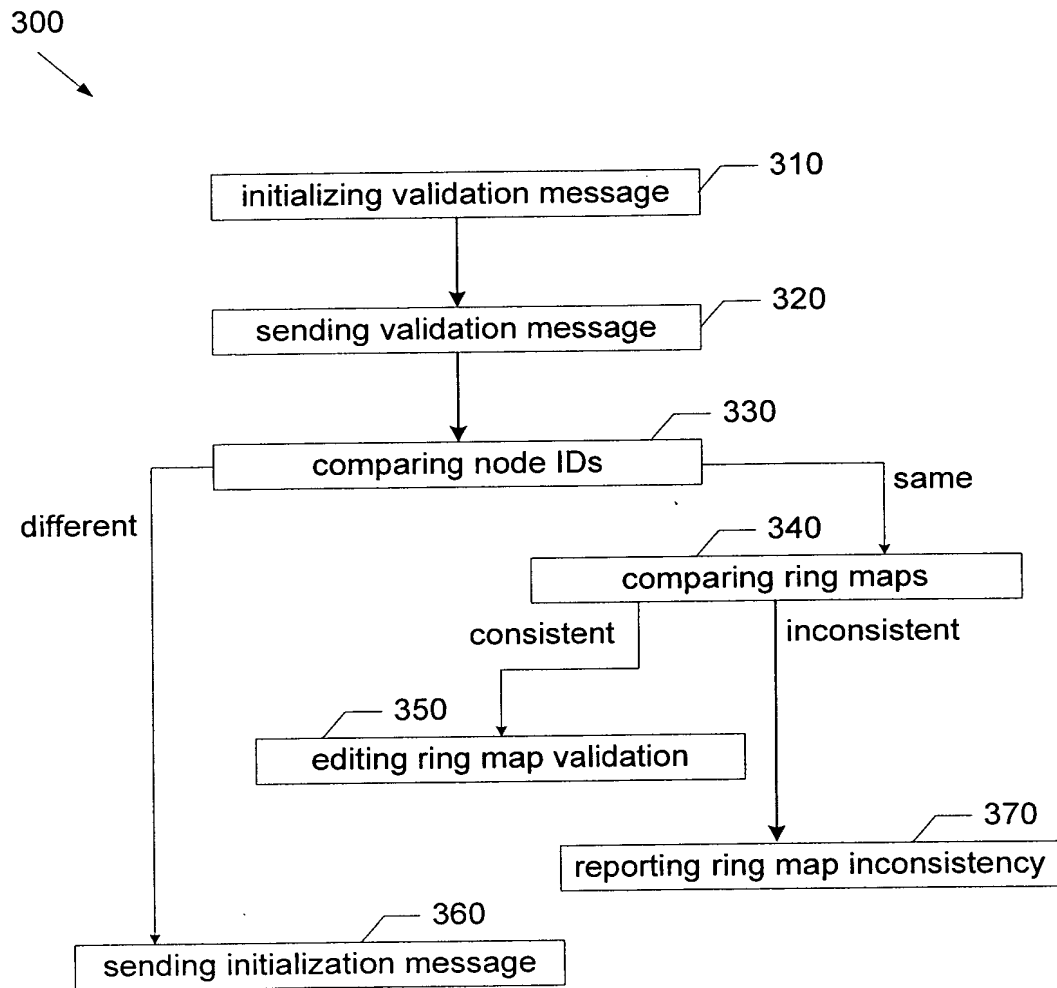 300
310
initializing validation message
320
sending validation message
330
comparing node IDs
same
different
340
comparing ring maps
consistent
inconsistent
350
editing ring map validation
370
reporting ring map inconsistency
360
sending initialization message